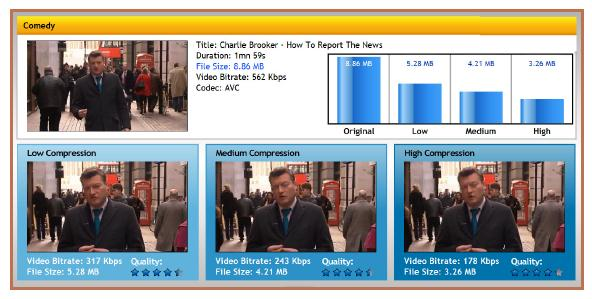 Comedy
Title: Charlie Brooker - How To Report The News
Duration: 1mn 59s
File Size: 8.86 MB
Video Bitrate: 562 Kbps
Codec: AVC
8.86 MB 5.28 MB 4.21 MB 3.26 MB
Original Low Medium High
Low Compression Medium Compression High Compression
Video Bitrate: 317 Kbps Quality: Video Bitrate: 243 Kbps Quality: Video Bitrate: 178 Kbps Quality:
File Size: 5.28 MB File Size: 4.21 MB File Size: 3.26 MB